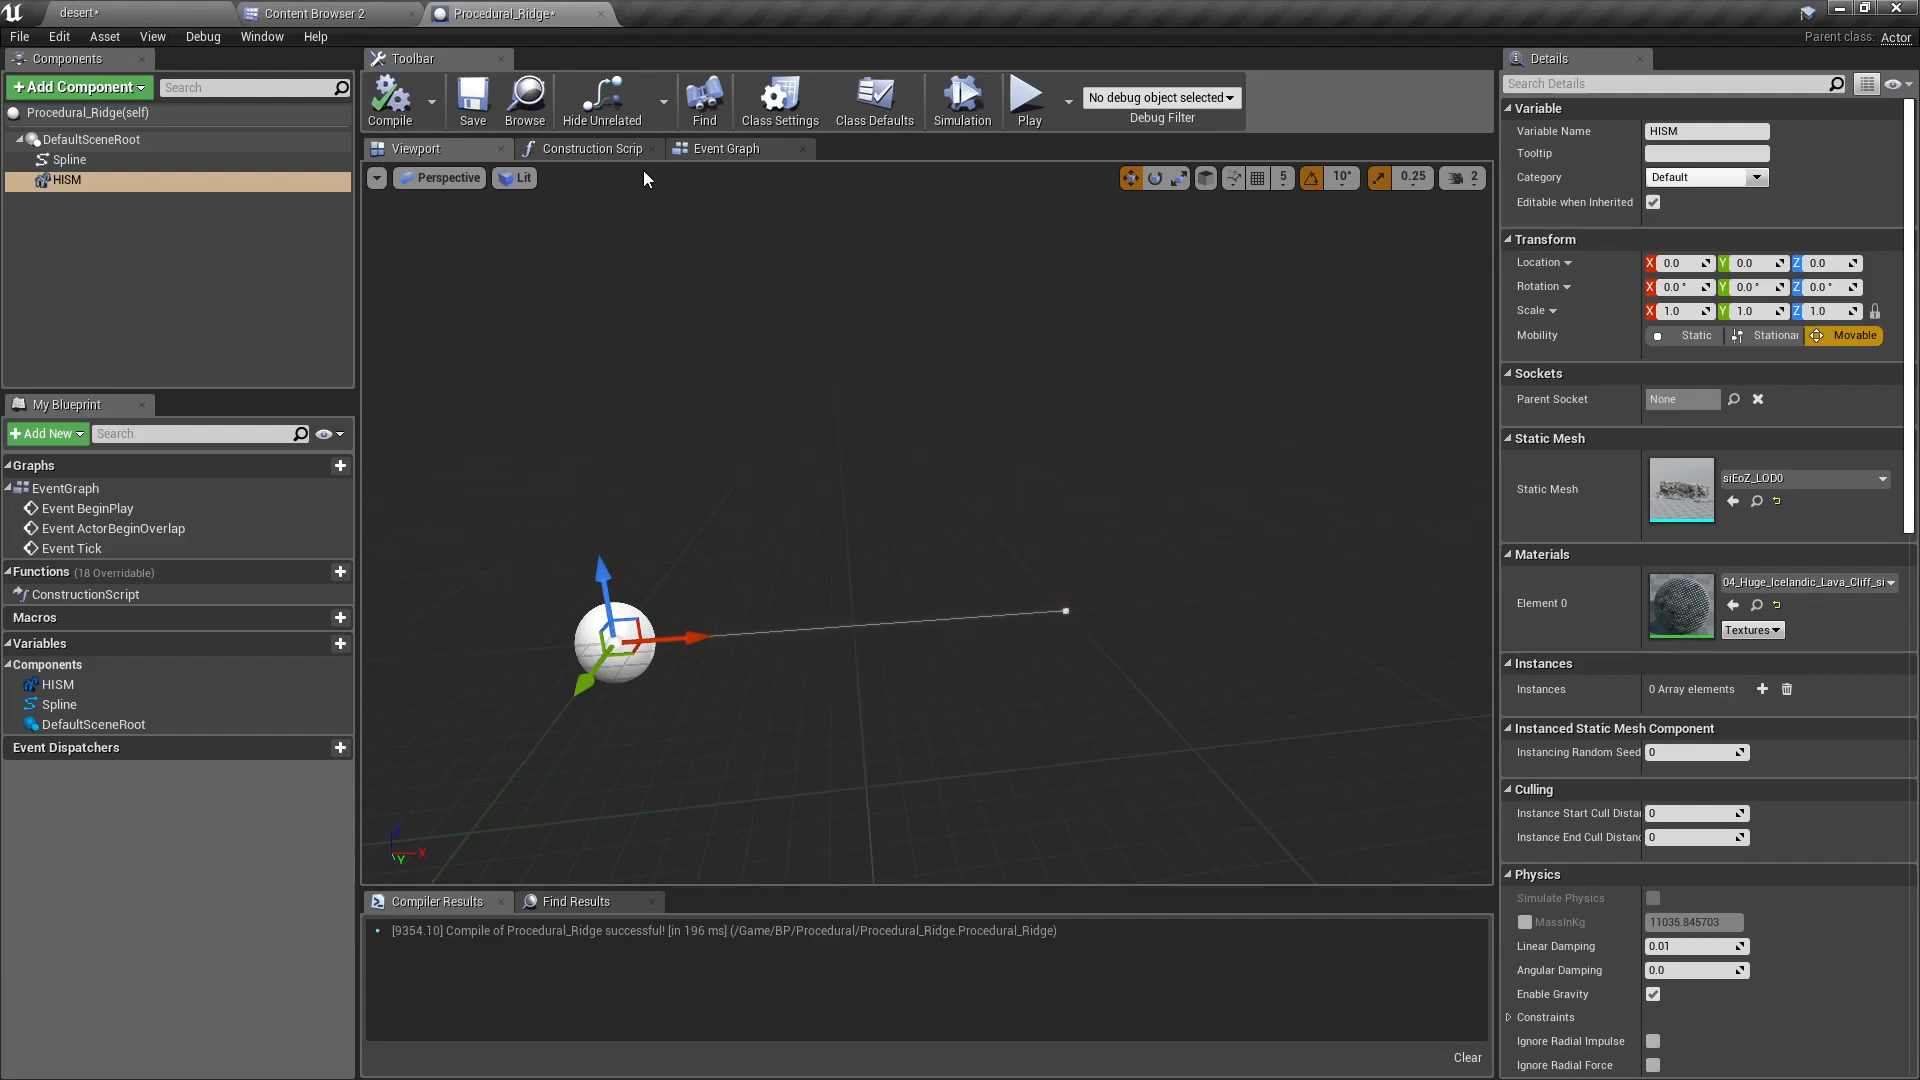 desert*
Content Browser 2
Procedural_Ridge*
File Edit Asset View Debug Window Help
Parent class: Actor
Components
+Add Component
Search
Procedural_Ridge(self)
DefaultSceneRoot
Spline
HISM
My Blueprint
+Add New
Search
Graphs
EventGraph
Event BeginPlay
Event ActorBeginOverlap
Event Tick
Functions (18 Overridable)
ConstructionScript
Macros
Variables
Components
HISM
Spline
DefaultSceneRoot
Event Dispatchers
Toolbar
Compile
Save
Browse
Hide Unrelated
Find
Class Settings
Class Defaults
Simulation
Play
No debug object selected
Debug Filter
Viewport
Construction Scrip
Event Graph
Perspective
Lit
5
10°
0.25
2
Z
X
Y
Compiler Results
Find Results
[9354.10] Compile of Procedural_Ridge successful! [in 196 ms] (/Game/BP/Procedural/Procedural_Ridge.Procedural_Ridge)
Clear
Details
Search Details
Variable
Variable Name HISM
Tooltip
Category Default
Editable when Inherited
Transform
Location X 0.0 Y 0.0 Z 0.0
Rotation X 0.0 ° Y 0.0 ° Z 0.0 °
Scale X 1.0 Y 1.0 Z 1.0
Mobility Static Stationar Movable
Sockets
Parent Socket None
Static Mesh
Static Mesh siEoZ_LOD0
Materials
Element 0 04_Huge_Icelandic_Lava_Cliff_si
Textures
Instances
Instances 0 Array elements
Instanced Static Mesh Component
Instancing Random Seed 0
Culling
Instance Start Cull Distan 0
Instance End Cull Distanc 0
Physics
Simulate Physics
MassInKg 11035.845703
Linear Damping 0.01
Angular Damping 0.0
Enable Gravity
Constraints
Ignore Radial Impulse
Ignore Radial Force